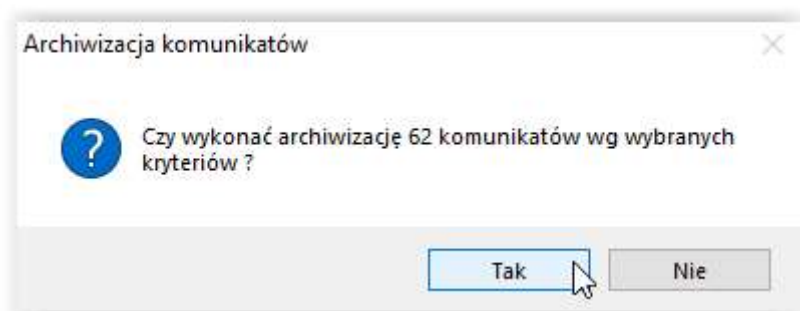 Archiwizacja komunikatów
Czy wykonać archiwizację 62 komunikatów wg wybranych
kryteriów ?
Tak
Nie